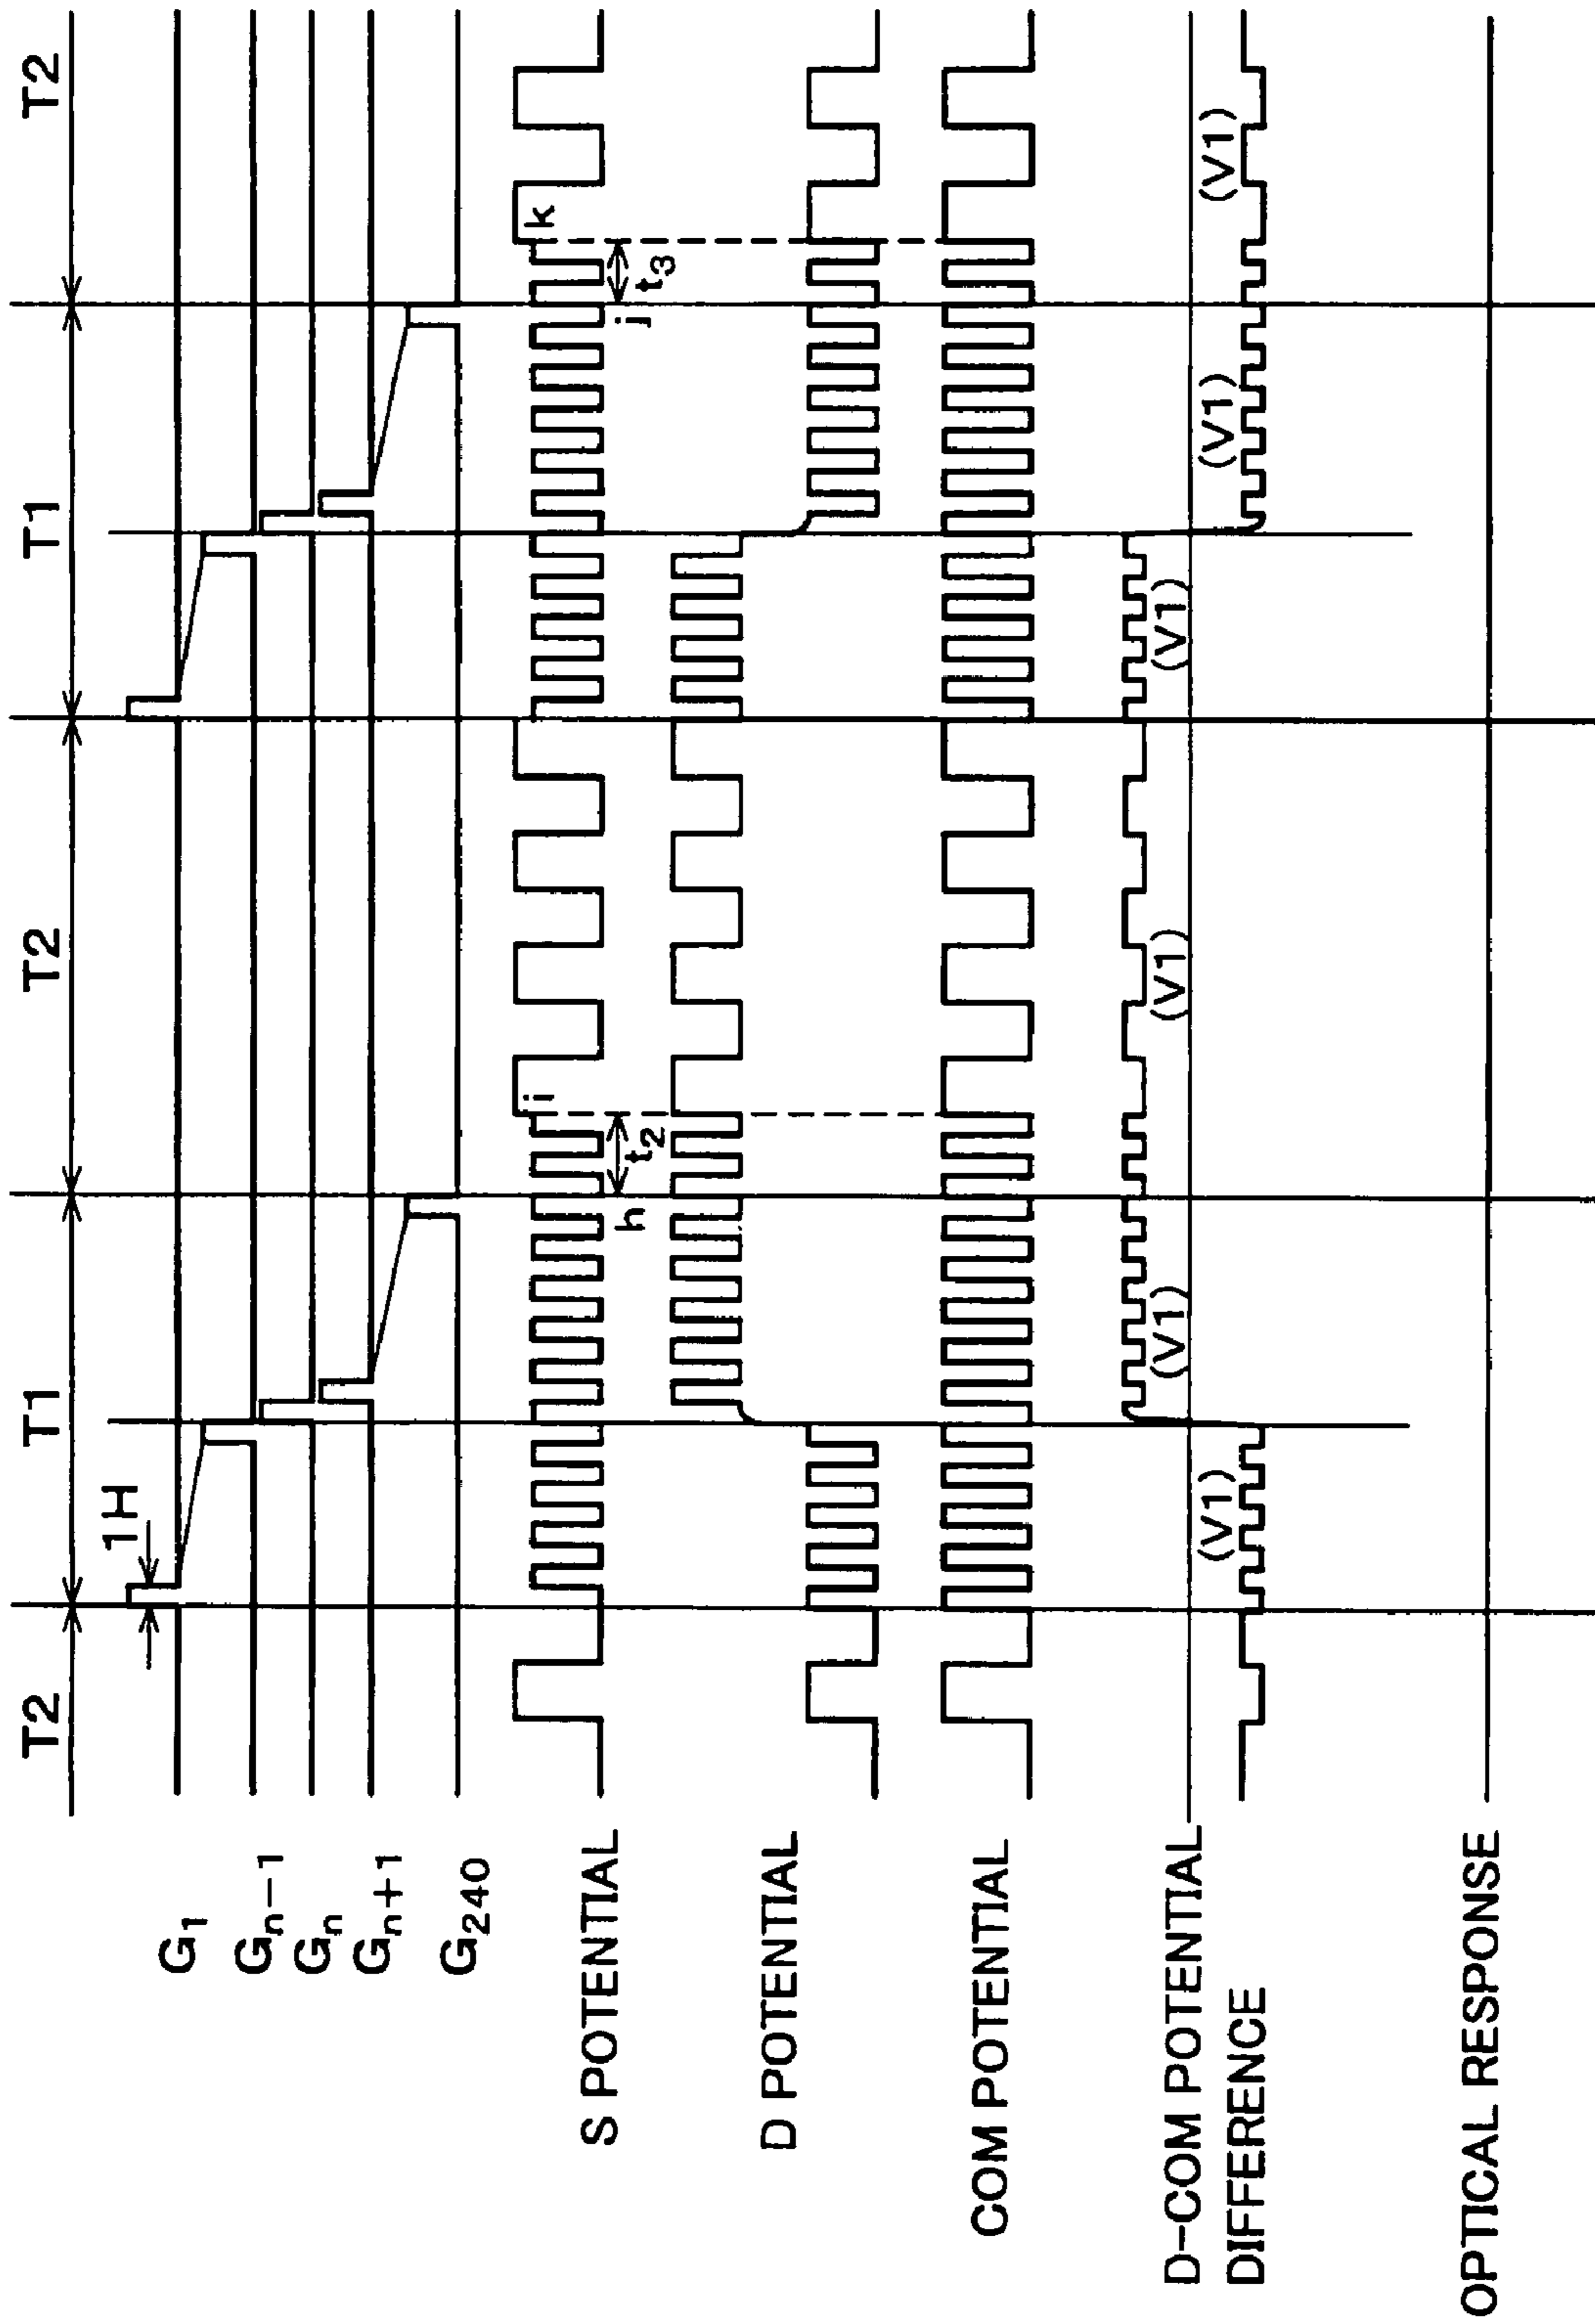 T2 T1 T2 T1 T2
1H
G1
Gn−1
Gn
Gn+1
G240
S POTENTIAL
h t2 i j t3 k
D POTENTIAL
COM POTENTIAL
D−COM POTENTIAL
DIFFERENCE
(V1) (V1) (V1) (V1) (V1) (V1)
OPTICAL RESPONSE